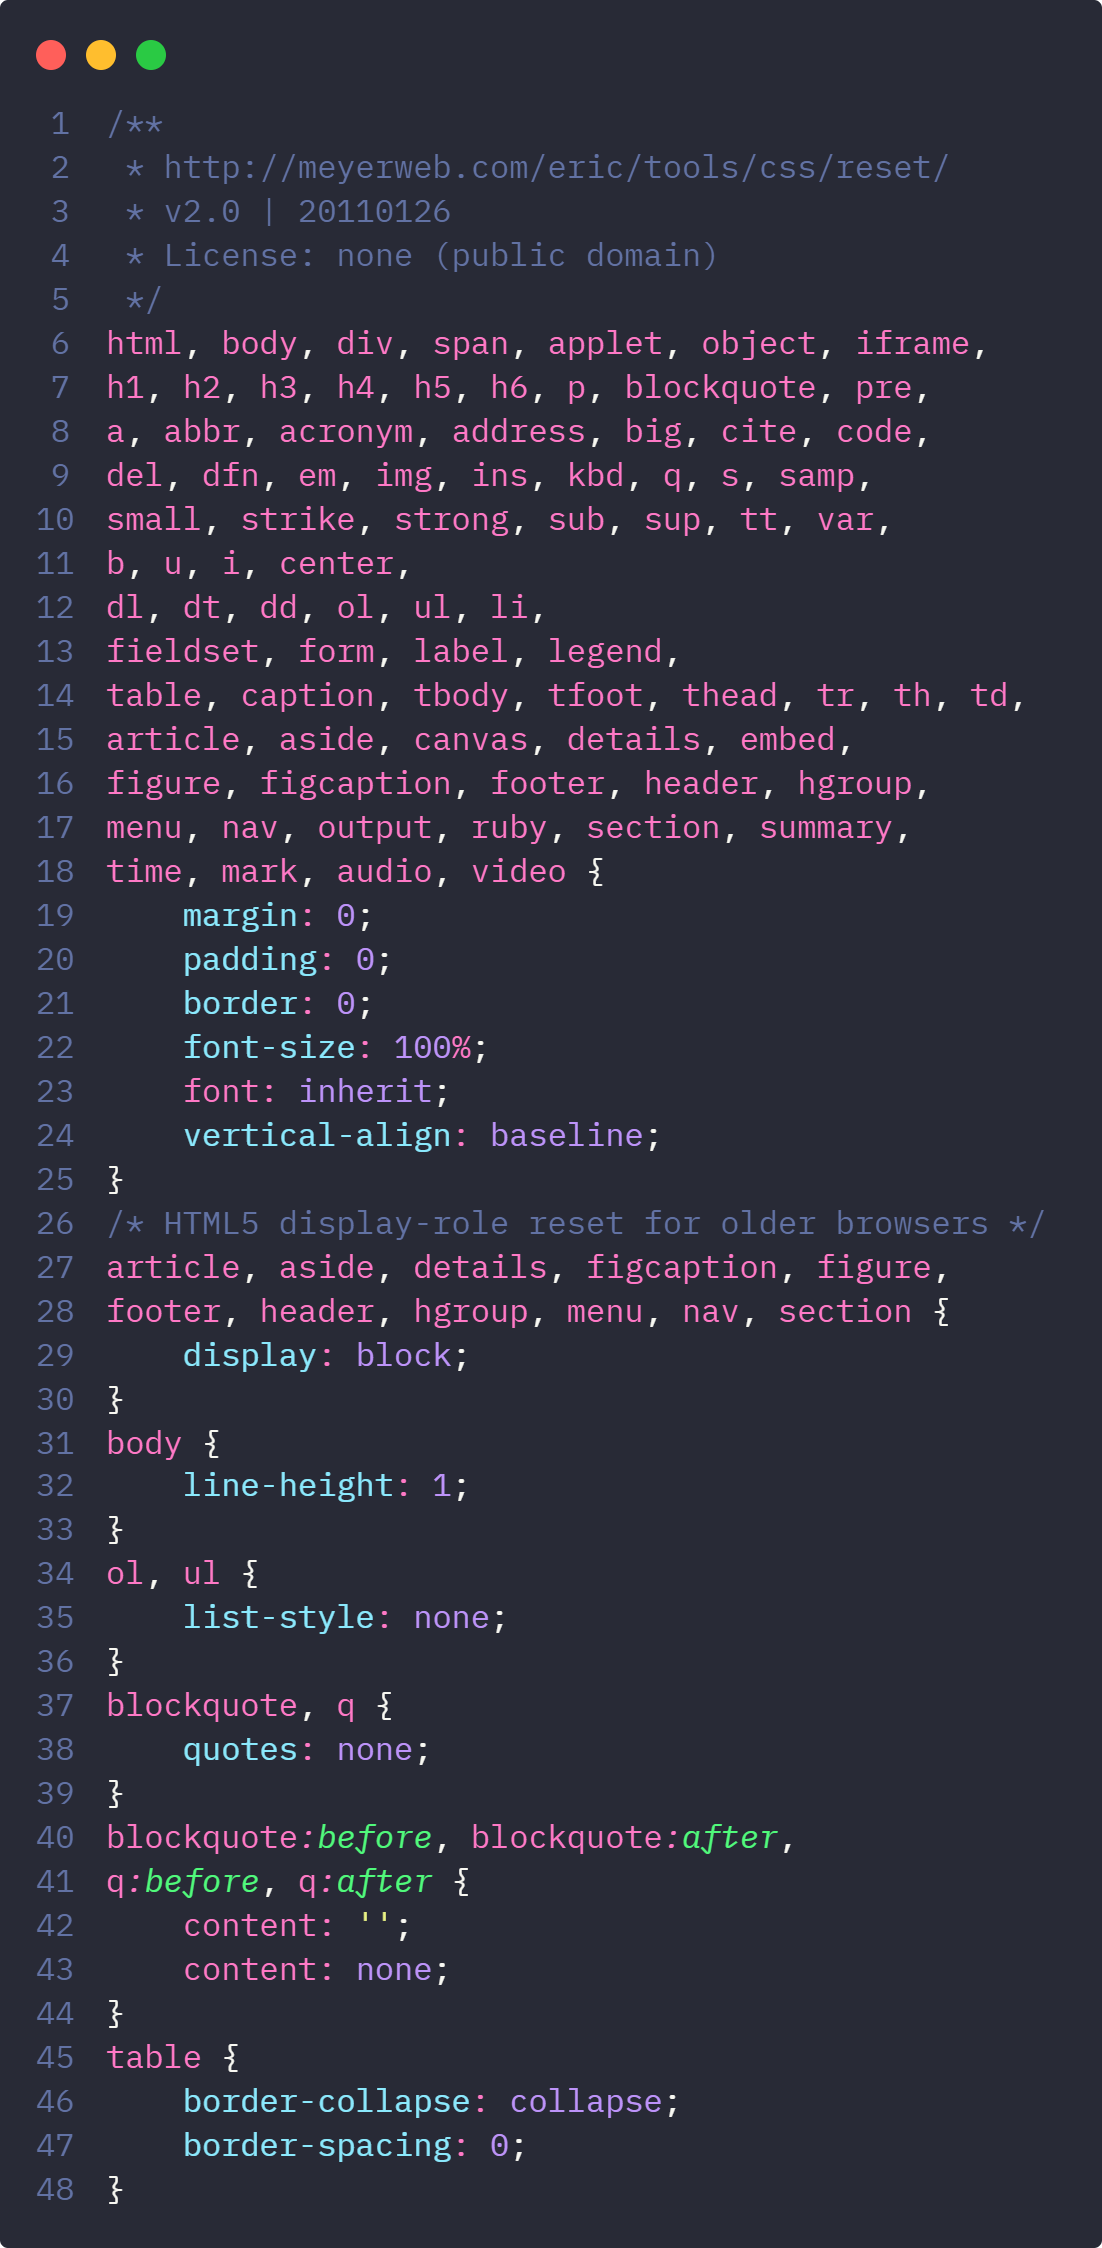 1 /**
2  * http://meyerweb.com/eric/tools/css/reset/
3  * v2.0 | 20110126
4  * License: none (public domain)
5  */
6 html, body, div, span, applet, object, iframe,
7 h1, h2, h3, h4, h5, h6, p, blockquote, pre,
8 a, abbr, acronym, address, big, cite, code,
9 del, dfn, em, img, ins, kbd, q, s, samp,
10 small, strike, strong, sub, sup, tt, var,
11 b, u, i, center,
12 dl, dt, dd, ol, ul, li,
13 fieldset, form, label, legend,
14 table, caption, tbody, tfoot, thead, tr, th, td,
15 article, aside, canvas, details, embed,
16 figure, figcaption, footer, header, hgroup,
17 menu, nav, output, ruby, section, summary,
18 time, mark, audio, video {
19     margin: 0;
20     padding: 0;
21     border: 0;
22     font-size: 100%;
23     font: inherit;
24     vertical-align: baseline;
25 }
26 /* HTML5 display-role reset for older browsers */
27 article, aside, details, figcaption, figure,
28 footer, header, hgroup, menu, nav, section {
29     display: block;
30 }
31 body {
32     line-height: 1;
33 }
34 ol, ul {
35     list-style: none;
36 }
37 blockquote, q {
38     quotes: none;
39 }
40 blockquote:before, blockquote:after,
41 q:before, q:after {
42     content: '';
43     content: none;
44 }
45 table {
46     border-collapse: collapse;
47     border-spacing: 0;
48 }